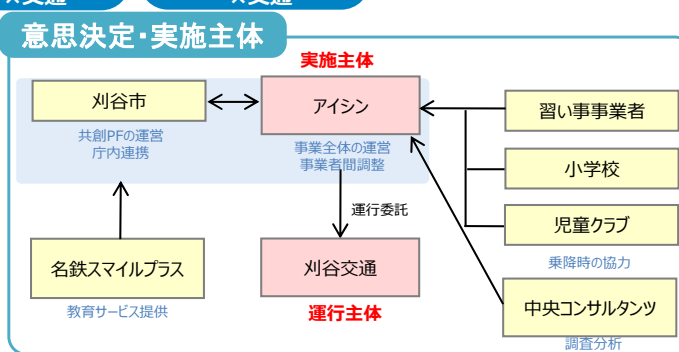 ×交通
×交通
意思決定・実施主体
実施主体
刈谷市
アイシン
習い事事業者
共創PFの運営
庁内連携
事業全体の運営
事業者間調整
小学校
運行委託
児童クラブ
乗降時の協力
名鉄スマイルプラス
刈谷交通
教育サービス提供
運行主体
中央コンサルタンツ
調査分析